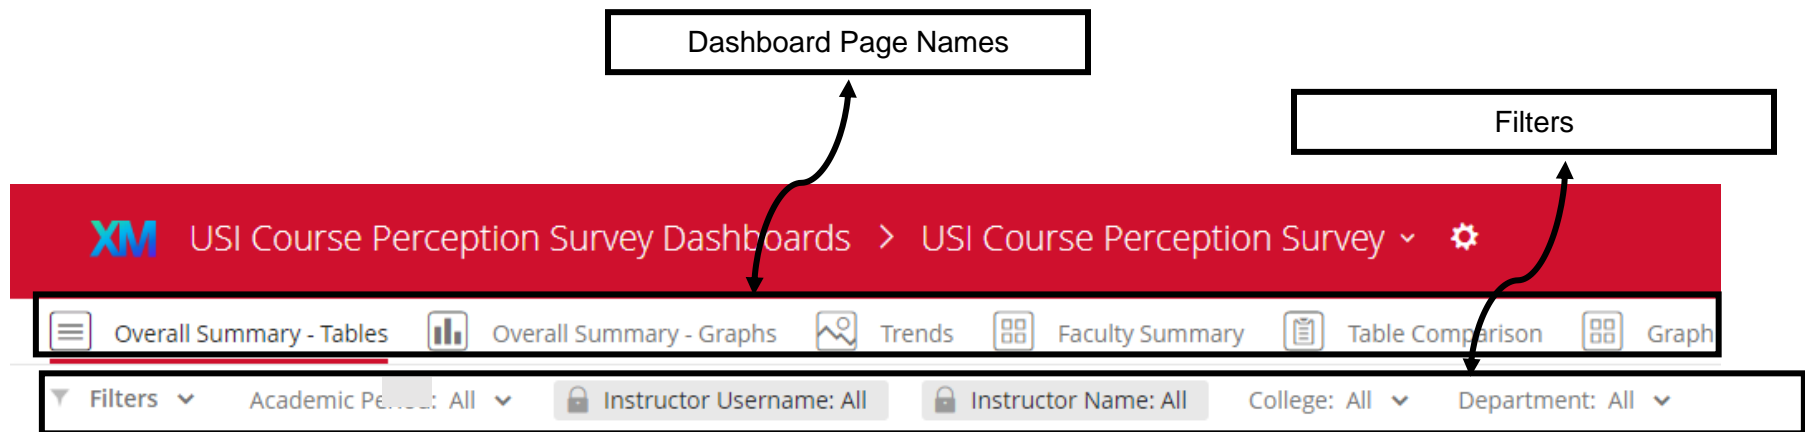 Dashboard Page Names
Filters
XM USI Course Perception Survey Dashboards > USI Course Perception Survey
Overall Summary - Tables Overall Summary - Graphs Trends Faculty Summary Table Comparison Graph
Filters Academic : All Instructor Username: All Instructor Name: All College: All Department: All